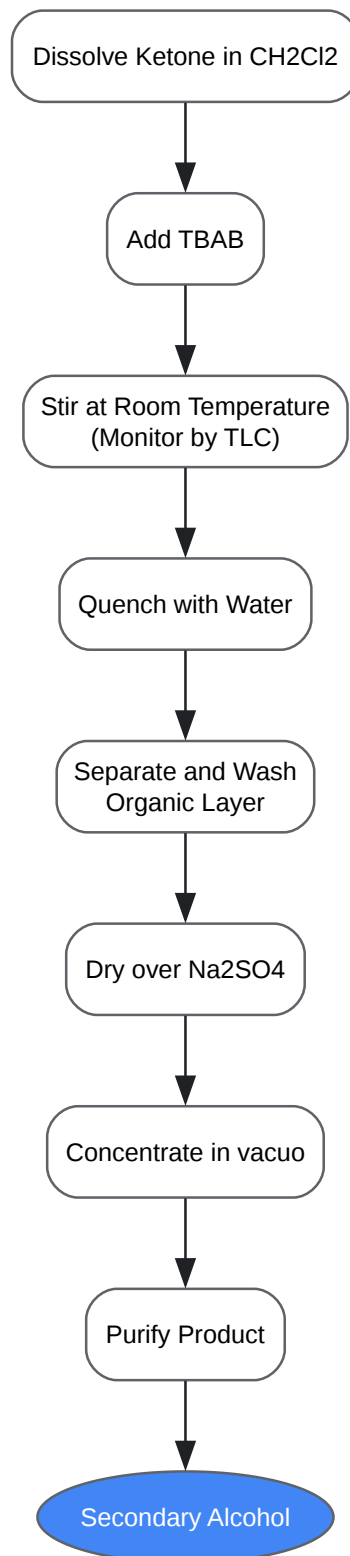 Dissolve Ketone in CH2Cl2
Add TBAB
Stir at Room Temperature
(Monitor by TLC)
Quench with Water
Separate and Wash
Organic Layer
Dry over Na2SO4
Concentrate in vacuo
Purify Product
Secondary Alcohol